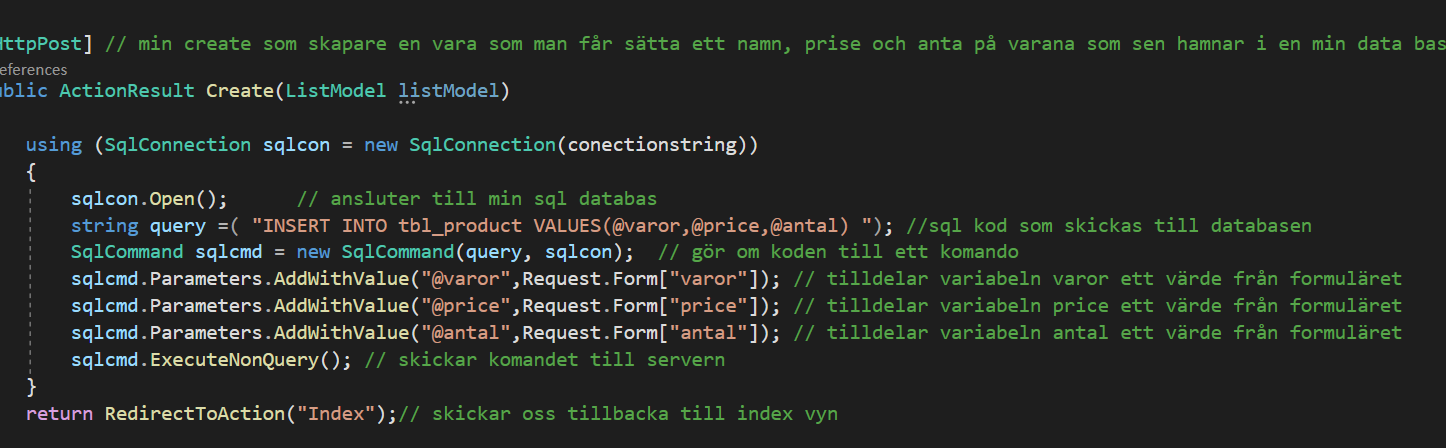 HttpPost] // min create som skapare en vara som man får sätta ett namn, prise och anta på varana som sen hamnar i en min data bas
eferences
ublic ActionResult Create(ListModel listModel)
using (SqlConnection sqlcon = new SqlConnection(conectionstring))
{
sqlcon.Open();      // ansluter till min sql databas
string query =( "INSERT INTO tbl_product VALUES(@varor,@price,@antal) "); //sql kod som skickas till databasen
SqlCommand sqlcmd = new SqlCommand(query, sqlcon);  // gör om koden till ett komando
sqlcmd.Parameters.AddWithValue("@varor",Request.Form["varor"]); // tilldelar variabeln varor ett värde från formuläret
sqlcmd.Parameters.AddWithValue("@price",Request.Form["price"]); // tilldelar variabeln price ett värde från formuläret
sqlcmd.Parameters.AddWithValue("@antal",Request.Form["antal"]); // tilldelar variabeln antal ett värde från formuläret
sqlcmd.ExecuteNonQuery(); // skickar komandet till servern
}
return RedirectToAction("Index");// skickar oss tillbacka till index vyn